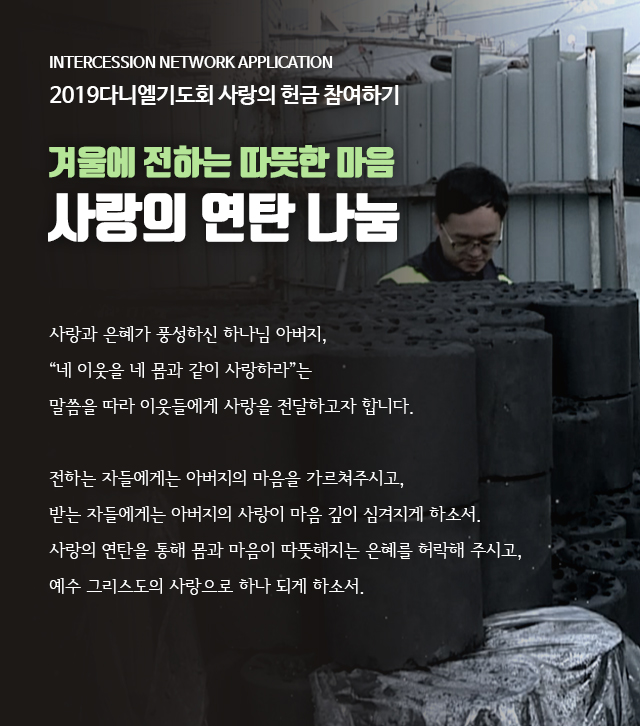 INTERCESSION NETWORK APPLICATION
2019다니엘기도회 사랑의 헌금 참여하기
겨울에 전하는 따뜻한 마음
사랑의 연탄 나눔
사랑과 은혜가 풍성하신 하나님 아버지,
“네 이웃을 네 몸과 같이 사랑하라”는
말씀을 따라 이웃들에게 사랑을 전달하고자 합니다.
전하는 자들에게는 아버지의 마음을 가르쳐주시고,
받는 자들에게는 아버지의 사랑이 마음 깊이 심겨지게 하소서.
사랑의 연탄을 통해 몸과 마음이 따뜻해지는 은혜를 허락해 주시고,
예수 그리스도의 사랑으로 하나 되게 하소서.